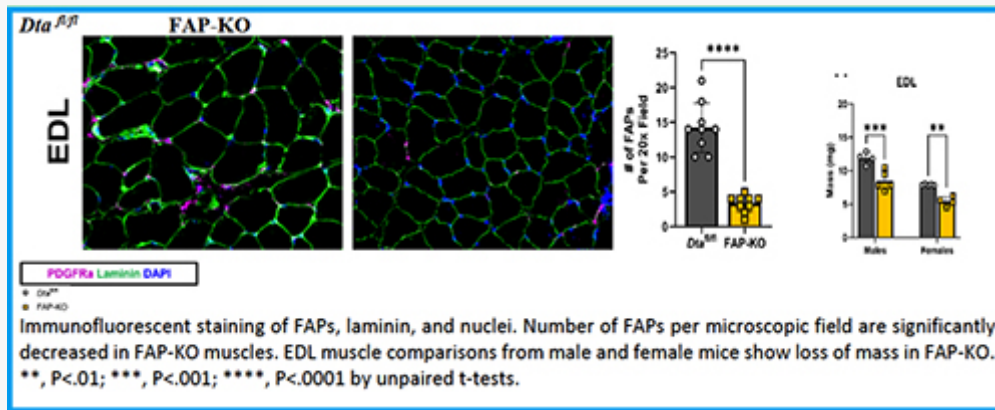 Dta fl/fl FAP-KO
EDL
****
# of FAPs
Per 20x Field
25
20
15
10
5
0
Dta fl/fl FAP-KO
EDL
*** **
Mass (mg)
20
15
10
5
0
Males Females
PDGFRa Laminin DAPI
Dta fl/fl
FAP-KO
Immunofluorescent staining of FAPs, laminin, and nuclei. Number of FAPs per microscopic field are significantly
decreased in FAP-KO muscles. EDL muscle comparisons from male and female mice show loss of mass in FAP-KO.
**, P<.01; ***, P<.001; ****, P<.0001 by unpaired t-tests.